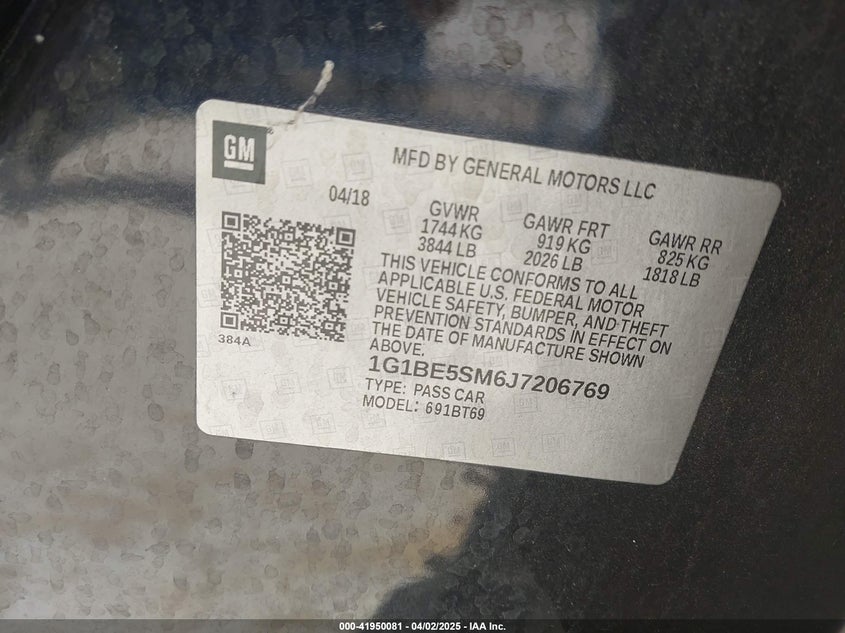 GM
MFD BY GENERAL MOTORS LLC
04/18
GVWR
1744 KG
3844 LB
GAWR FRT
919 KG
2026 LB
GAWR RR
825 KG
1818 LB
THIS VEHICLE CONFORMS TO ALL
APPLICABLE U.S. FEDERAL MOTOR
VEHICLE SAFETY, BUMPER, AND THEFT
PREVENTION STANDARDS IN EFFECT ON
THE DATE OF MANUFACTURE SHOWN
ABOVE.
384A
1G1BE5SM6J7206769
TYPE: PASS CAR
MODEL: 691BT69
000-41950081 - 04/02/2025 - IAA Inc.